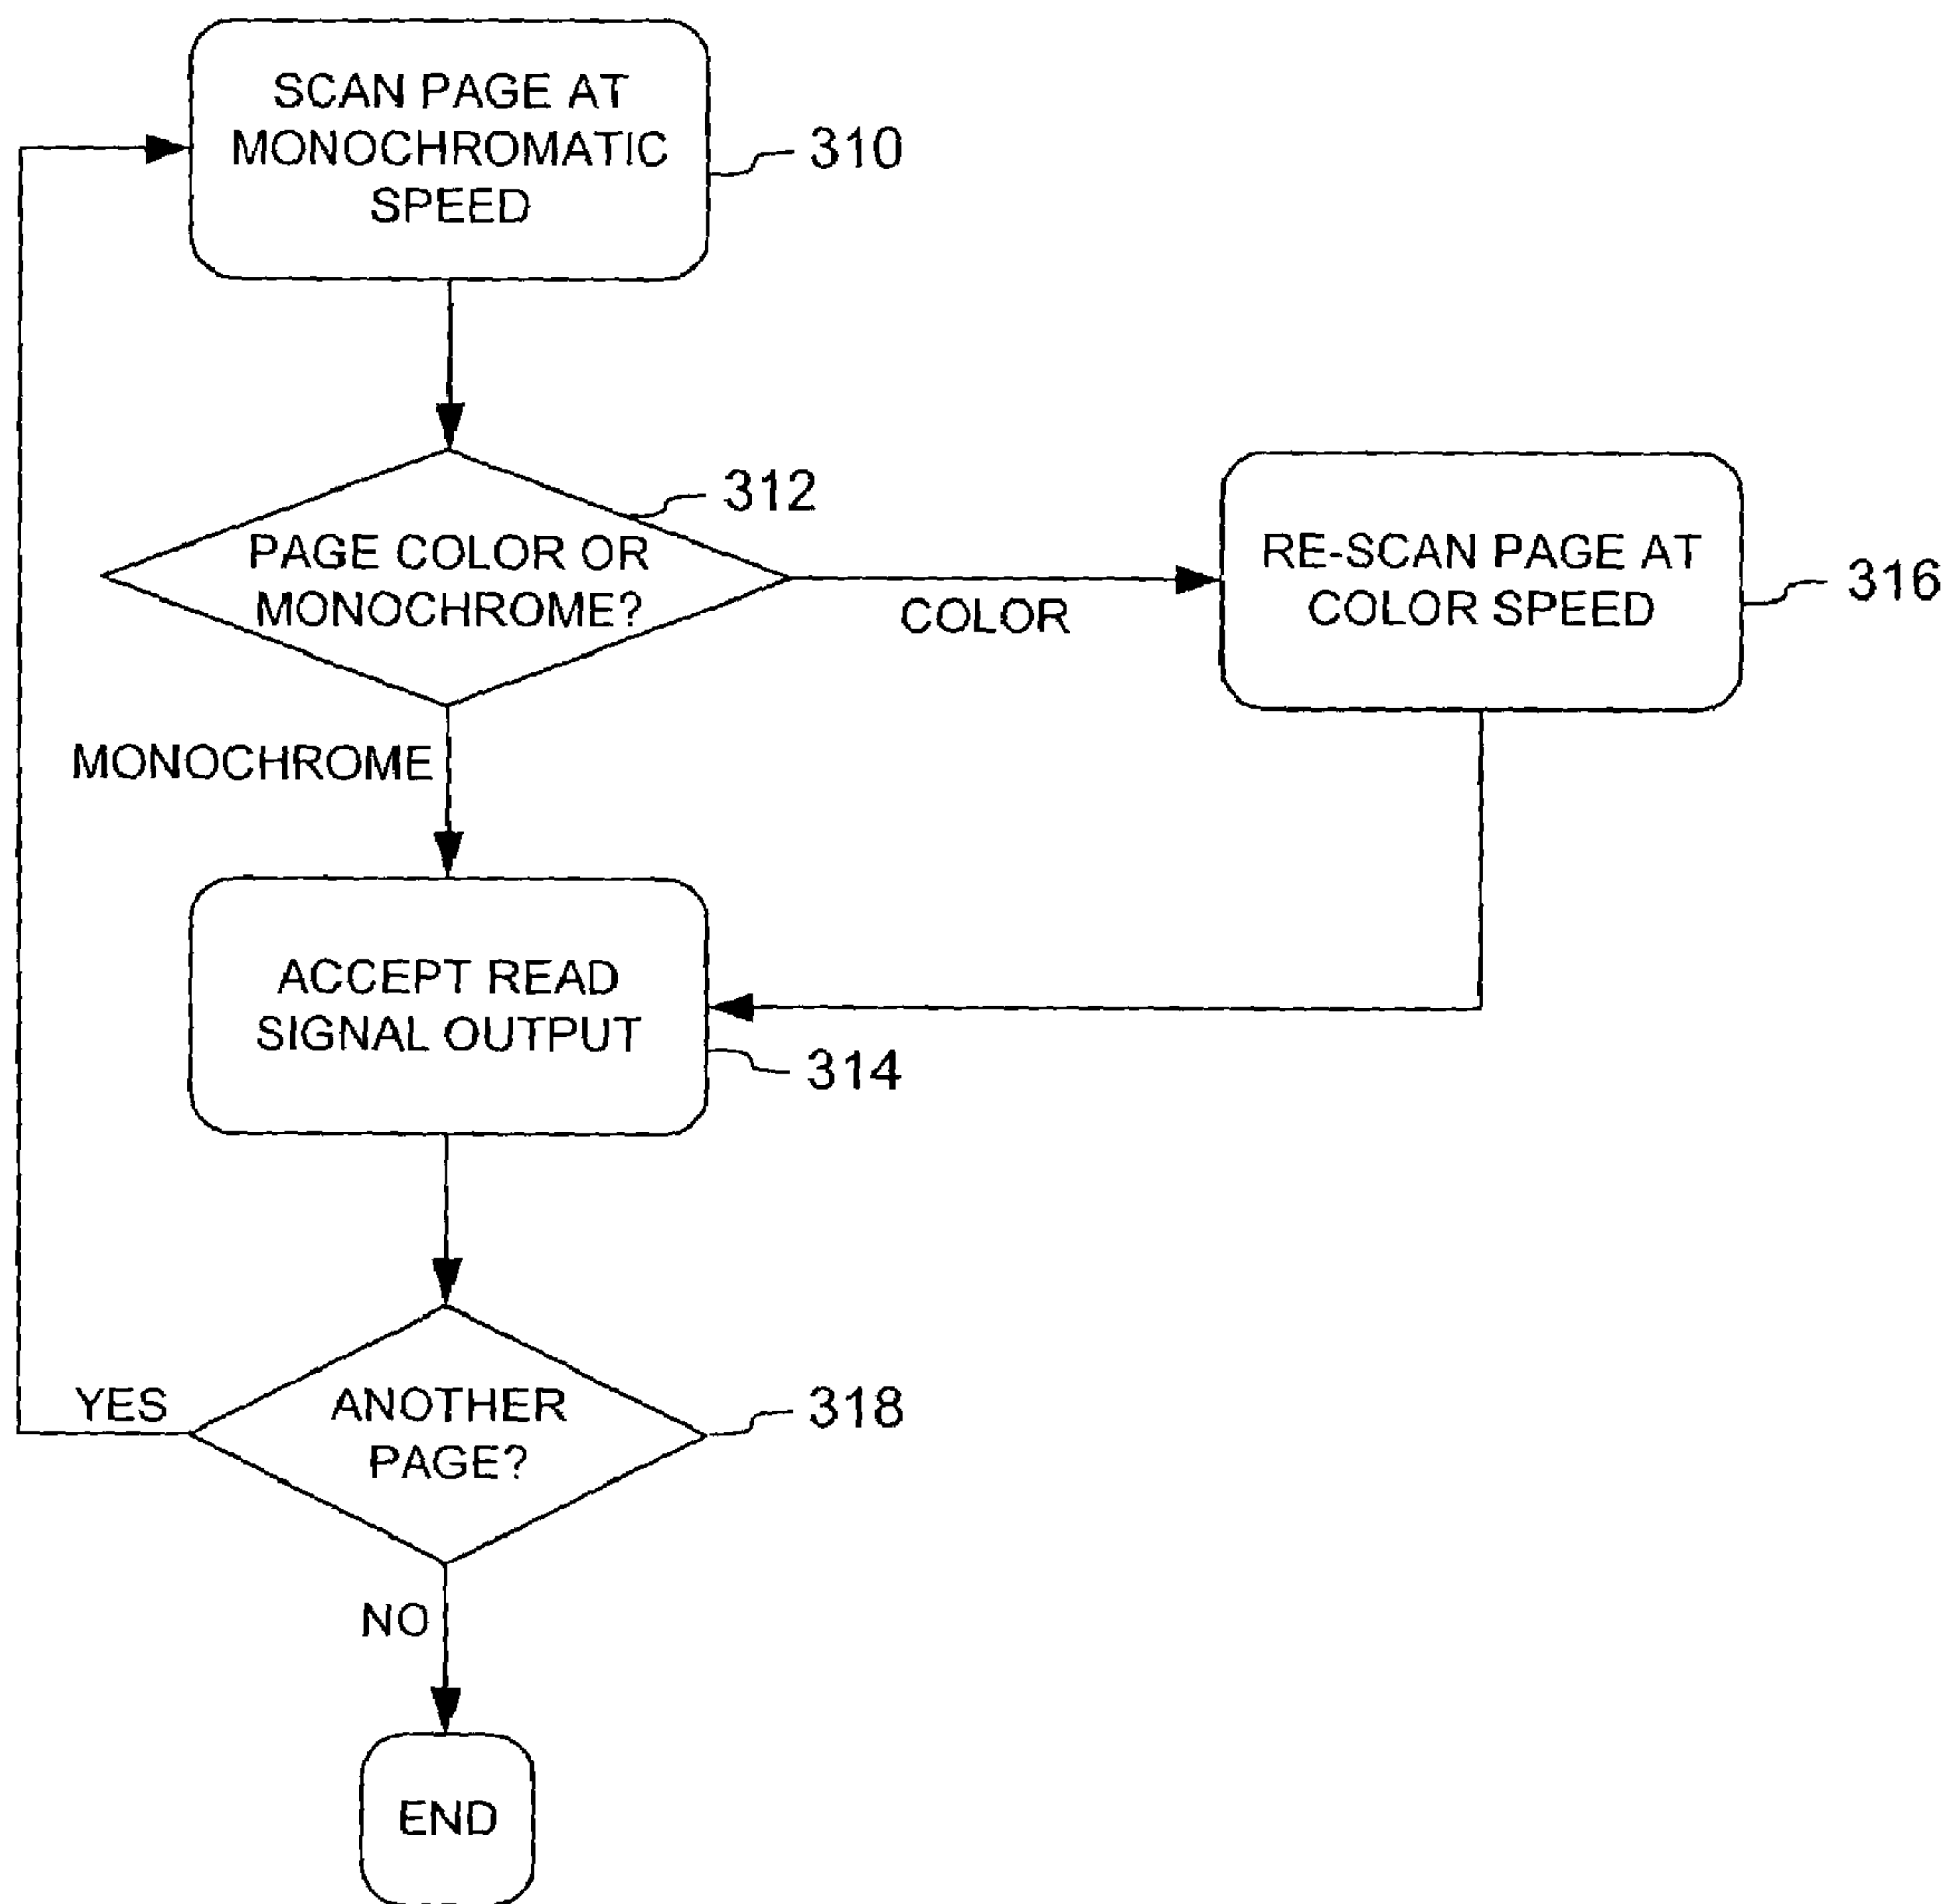 SCAN PAGE AT
MONOCHROMATIC
SPEED
310
312
PAGE COLOR OR
MONOCHROME?
COLOR
RE-SCAN PAGE AT
COLOR SPEED
316
MONOCHROME
ACCEPT READ
SIGNAL OUTPUT
314
YES
ANOTHER
PAGE?
318
NO
END